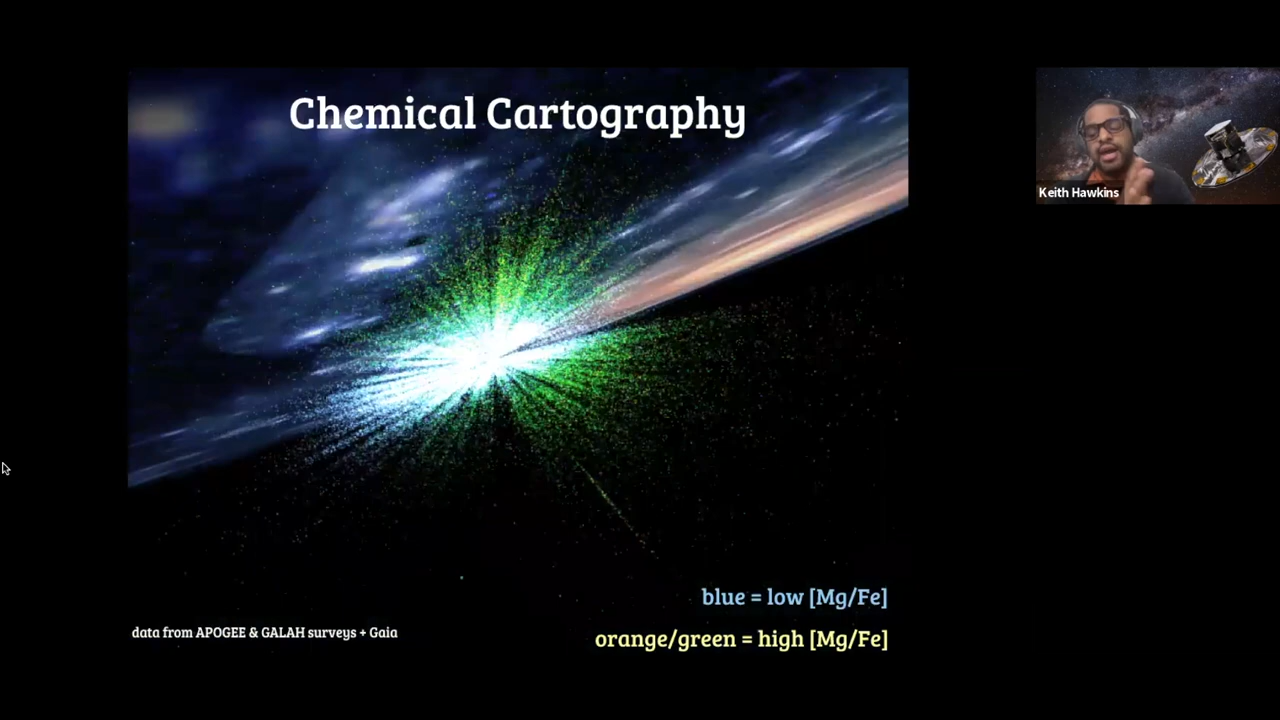 Chemical Cartography
Keith Hawkins
blue = low [Mg/Fe]
data from APOGEE & GALAH surveys + Gaia
orange/green = high [Mg/Fe]